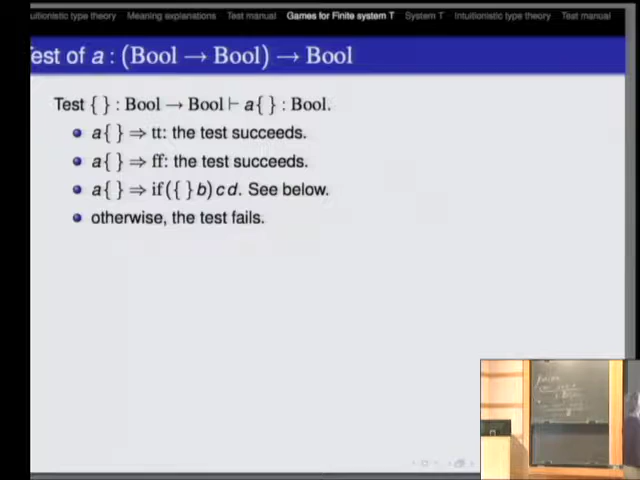 uitionistic type theory Meaning explanations Test manual Games for Finite system T System T Intuitionistic type theory Test manual
Test of a : (Bool → Bool) → Bool
Test { } : Bool → Bool ⊢ a{ } : Bool.
a{ } ⇒ tt: the test succeeds.
a{ } ⇒ ff: the test succeeds.
a{ } ⇒ if({ } b) c d. See below.
otherwise, the test fails.